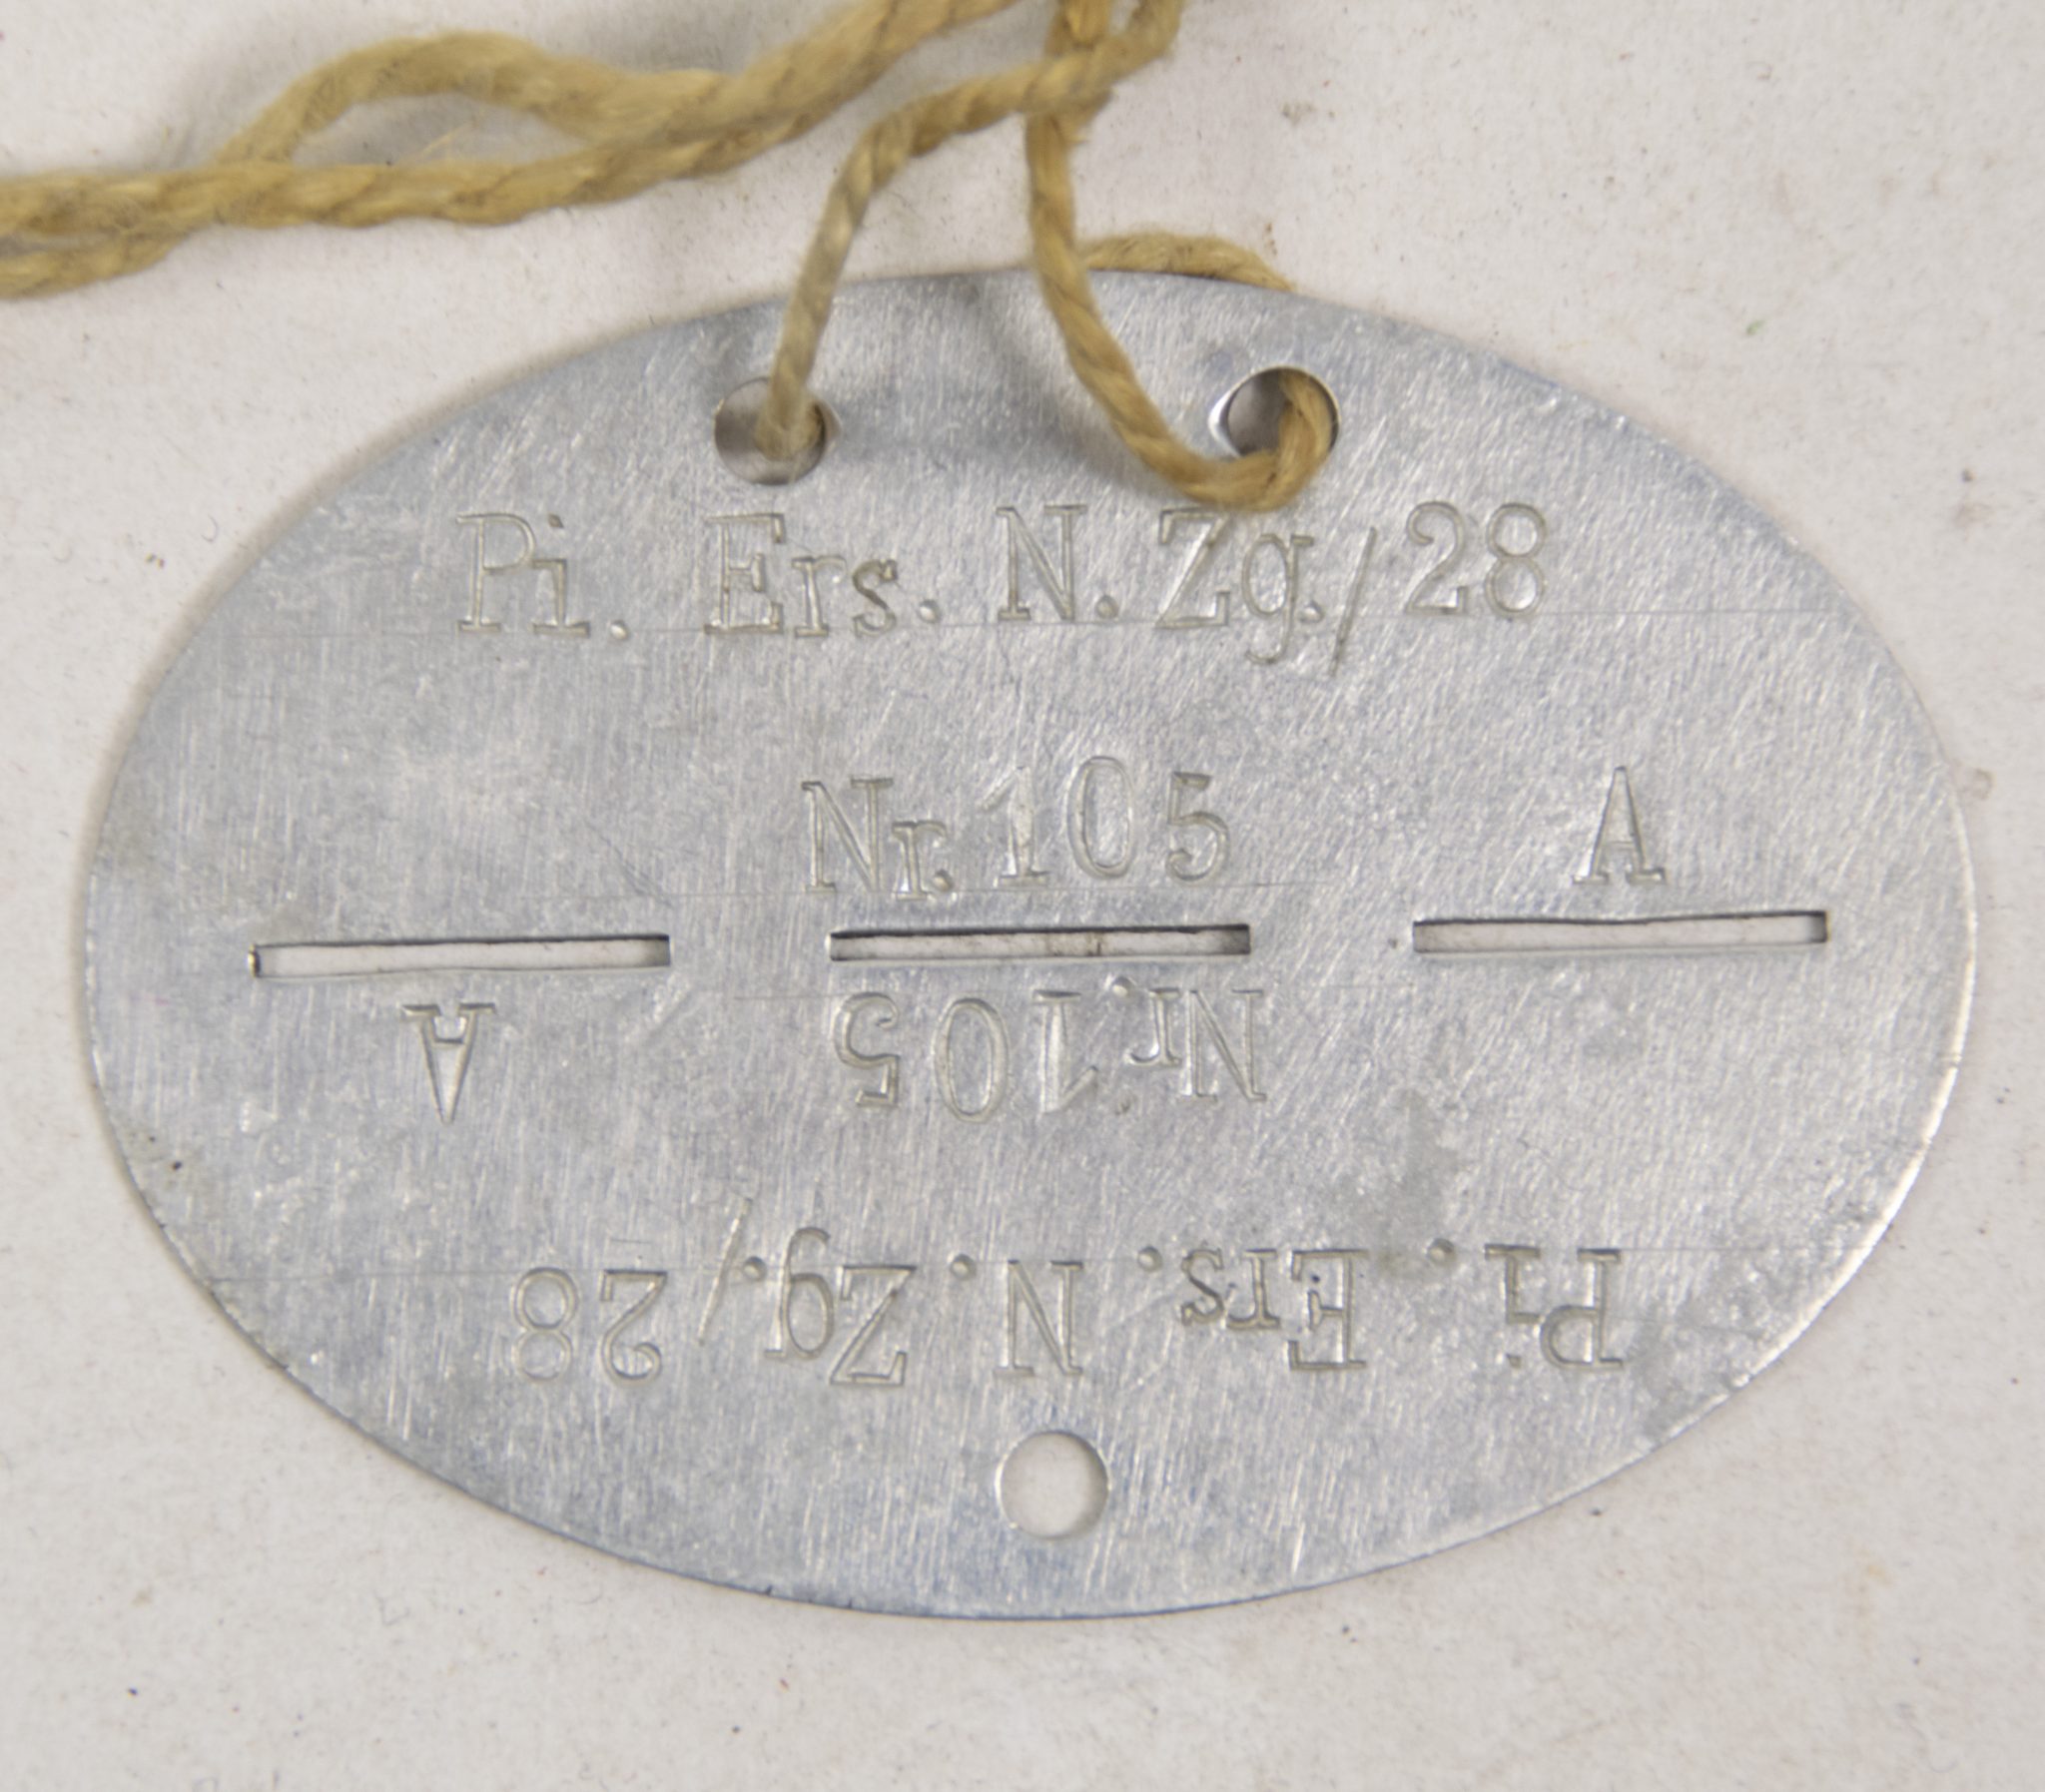 Pi. Ers. N. Zg./28
Nr. 105 A
Nr. 105 A
Pi. Ers. N. Zg./28